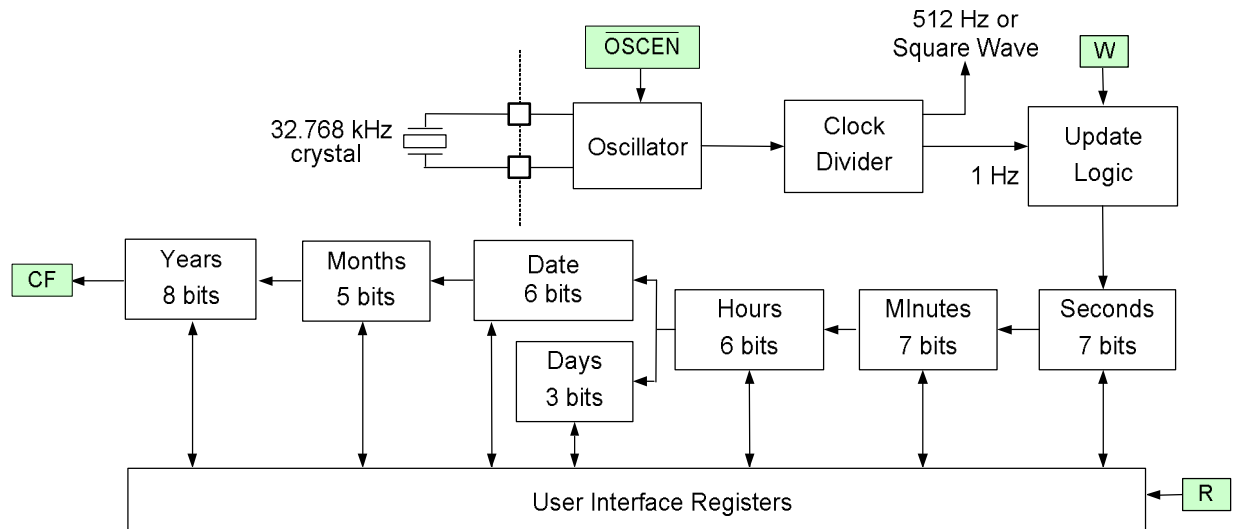 512 Hz or
Square Wave
OSCEN
W
32.768 kHz
crystal
Oscillator
Clock
Divider
1 Hz
Update
Logic
CF
Years
8 bits
Months
5 bits
Date
6 bits
Days
3 bits
Hours
6 bits
MInutes
7 bits
Seconds
7 bits
User Interface Registers
R